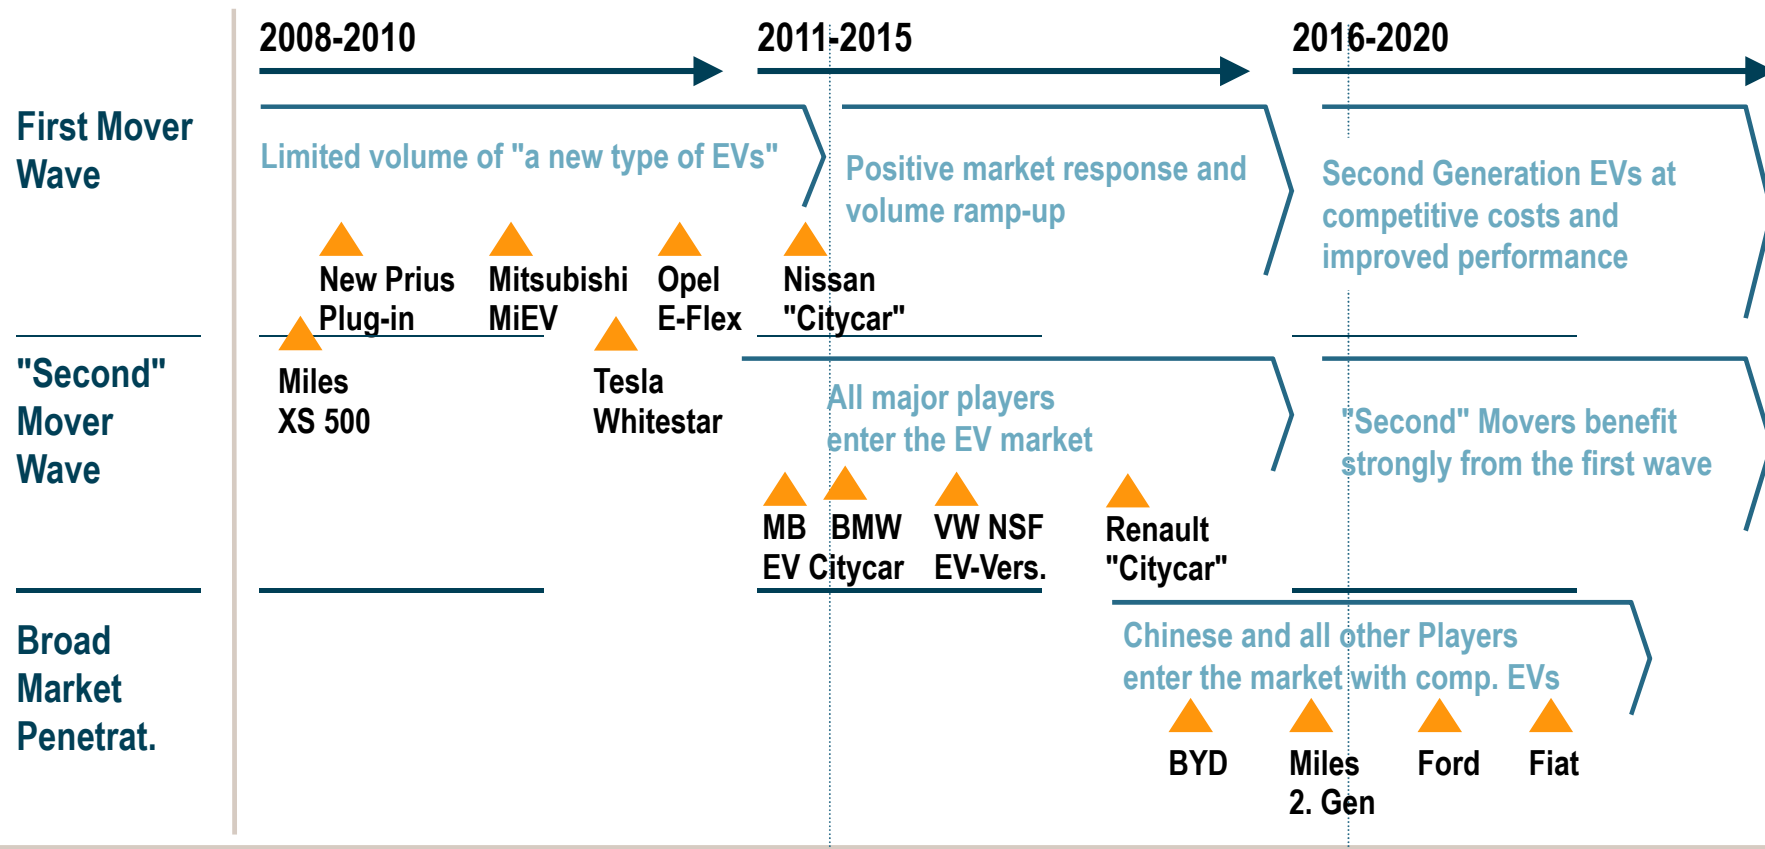 2008-2010
2011-2015
2016-2020
First Mover
Wave
Limited volume of "a new type of EVs"
Positive market response and
volume ramp-up
Second Generation EVs at
competitive costs and
improved performance
New Prius
Plug-in
Mitsubishi
MiEV
Opel
E-Flex
Nissan
"Citycar"
"Second"
Mover
Wave
Miles
XS 500
Tesla
Whitestar
All major players
enter the EV market
"Second" Movers benefit
strongly from the first wave
MB BMW
EV Citycar
VW NSF
EV-Vers.
Renault
"Citycar"
Broad
Market
Penetrat.
Chinese and all other Players
enter the market with comp. EVs
BYD
Miles
2. Gen
Ford
Fiat